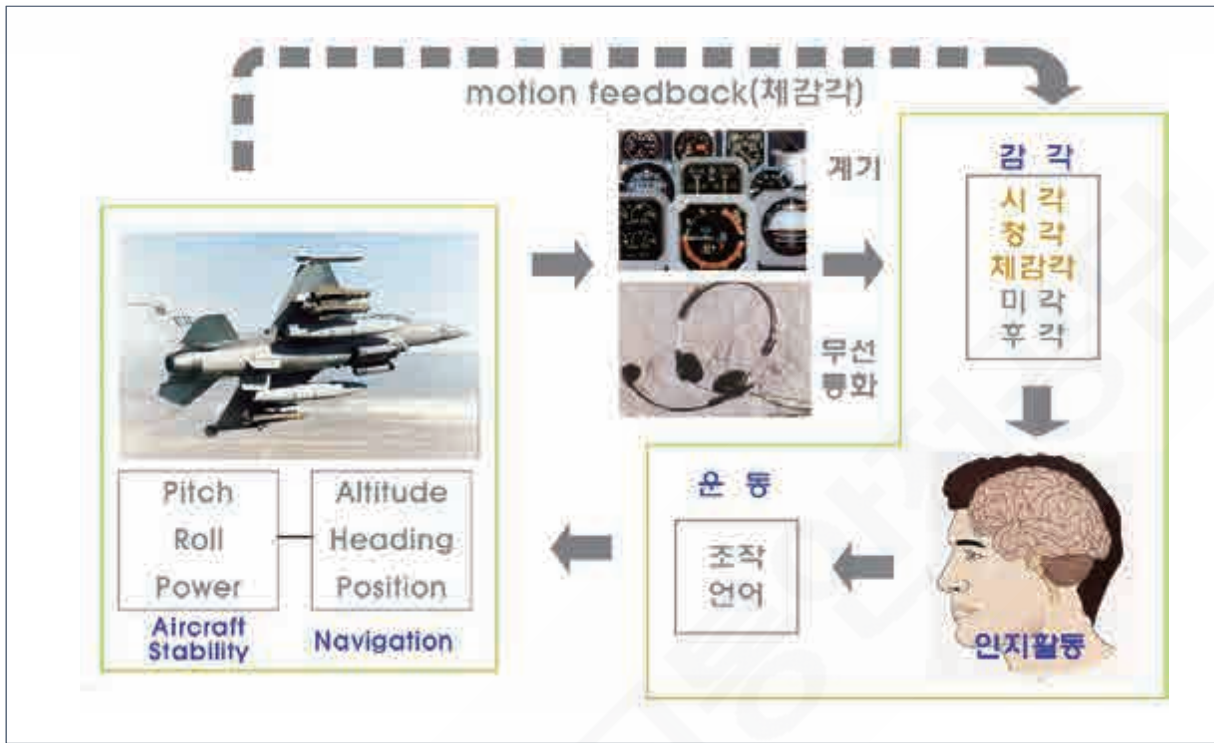 motion feedback(체감각)
계기
무선
통화
감 각
시 각
청 각
체감각
미 각
후 각
Pitch
Roll
Power
Aircraft
Stability
Altitude
Heading
Position
Navigation
운 동
조작
언어
인지활동